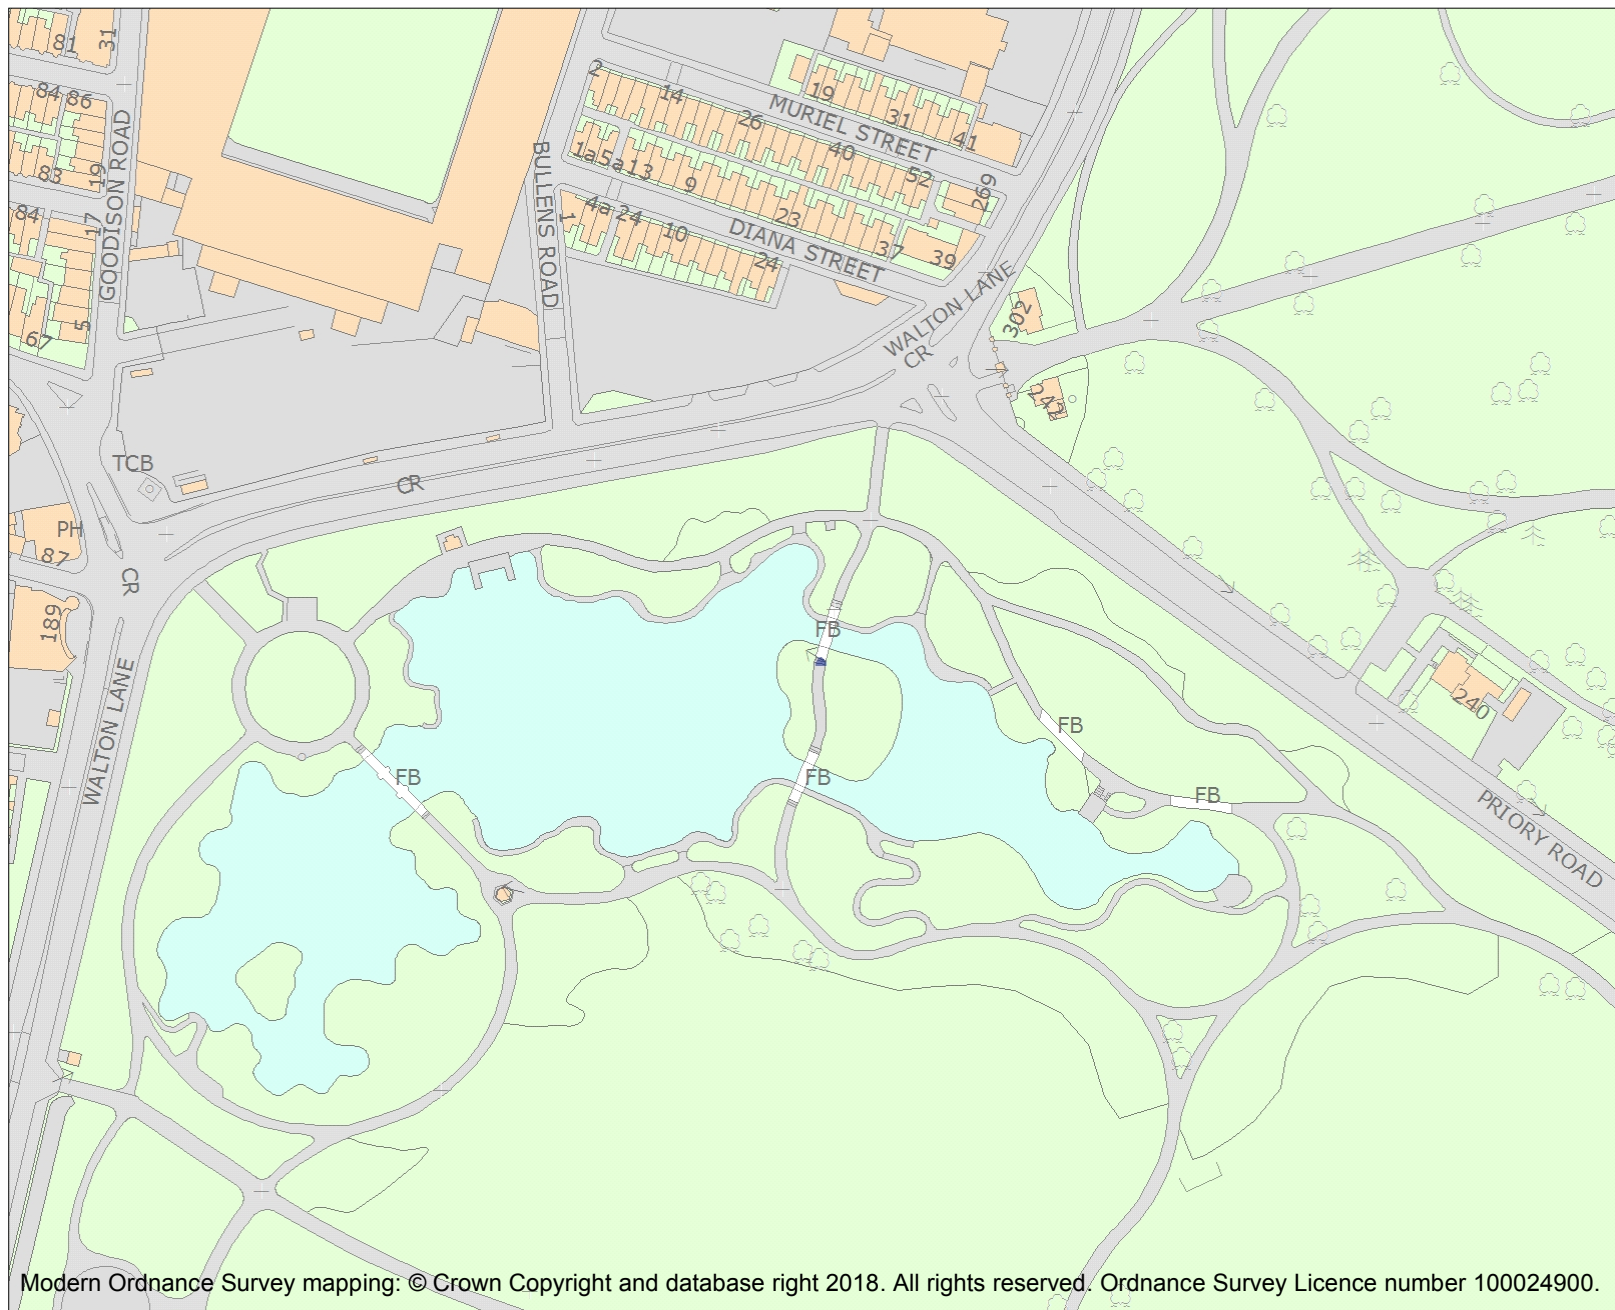 81
31
84
86
83
19
84
17
GOODISON ROAD
5
67
2
14
26
40
52
19
31
41
MURIEL STREET
269
1a
5a
13
9
23
37
39
DIANA STREET
BULLENS ROAD
1
4a
24
10
24
WALTON LANE
CR
302
242
TCB
CR
PH
87
CR
189
WALTON LANE
FB
FB
FB
FB
FB
240
PRIORY ROAD
Modern Ordnance Survey mapping: © Crown Copyright and database right 2018. All rights reserved. Ordnance Survey Licence number 100024900.